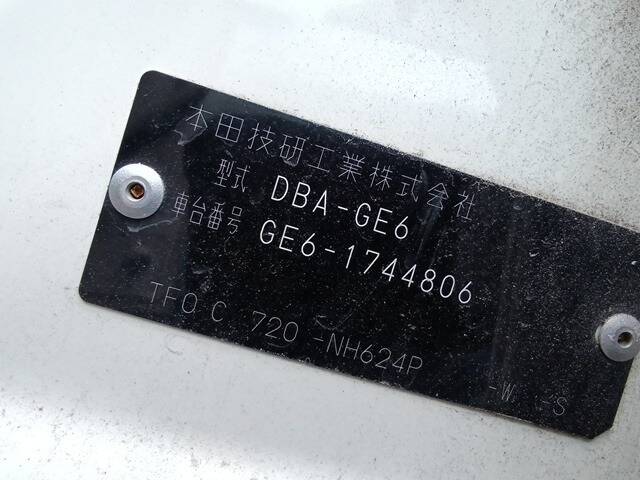 本田技研工業株式会社
型式 DBA-GE6
車台番号 GE6-1744806
TFO C 720 -NH624P -W -S